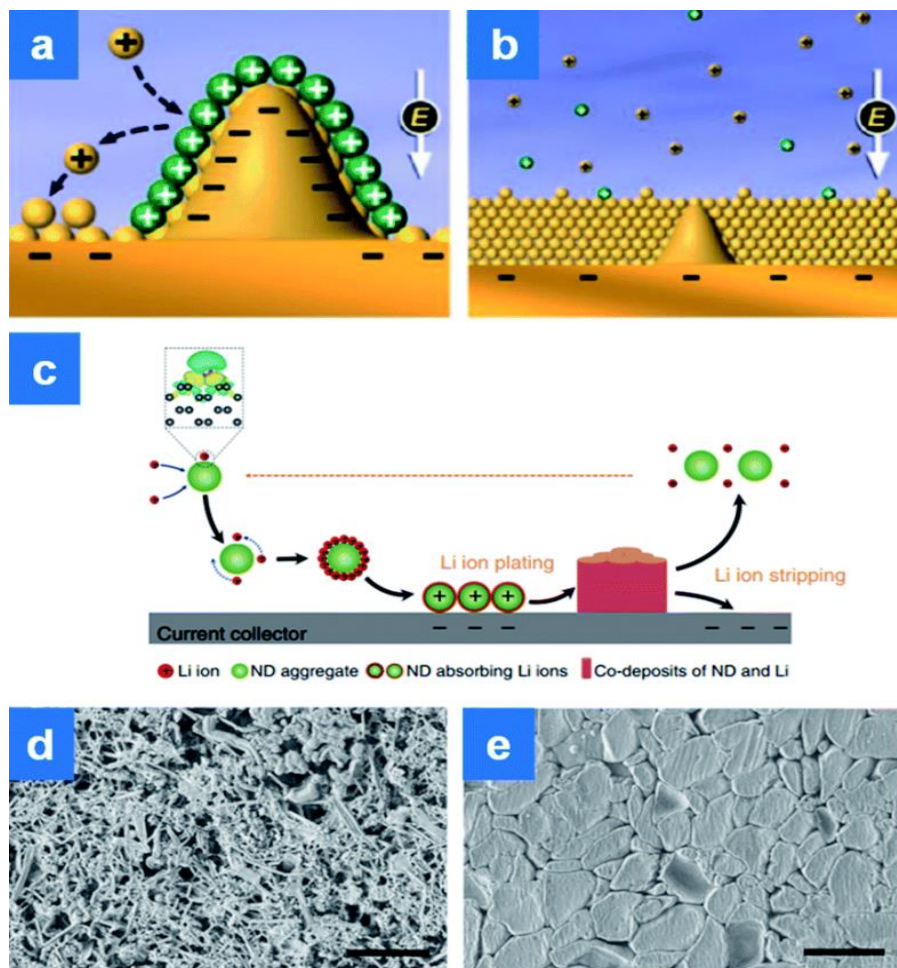 a
b
E
E
c
Li ion plating
Li ion stripping
Current collector
Li ion
ND aggregate
ND absorbing Li ions
Co-deposits of ND and Li
d
e